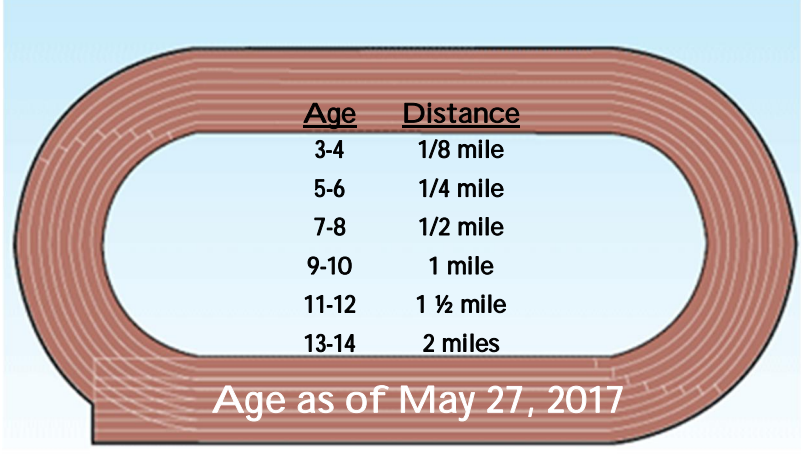 Age Distance
3-4 1/8 mile
5-6 1/4 mile
7-8 1/2 mile
9-10 1 mile
11-12 1 ½ mile
13-14 2 miles
Age as of May 27, 2017